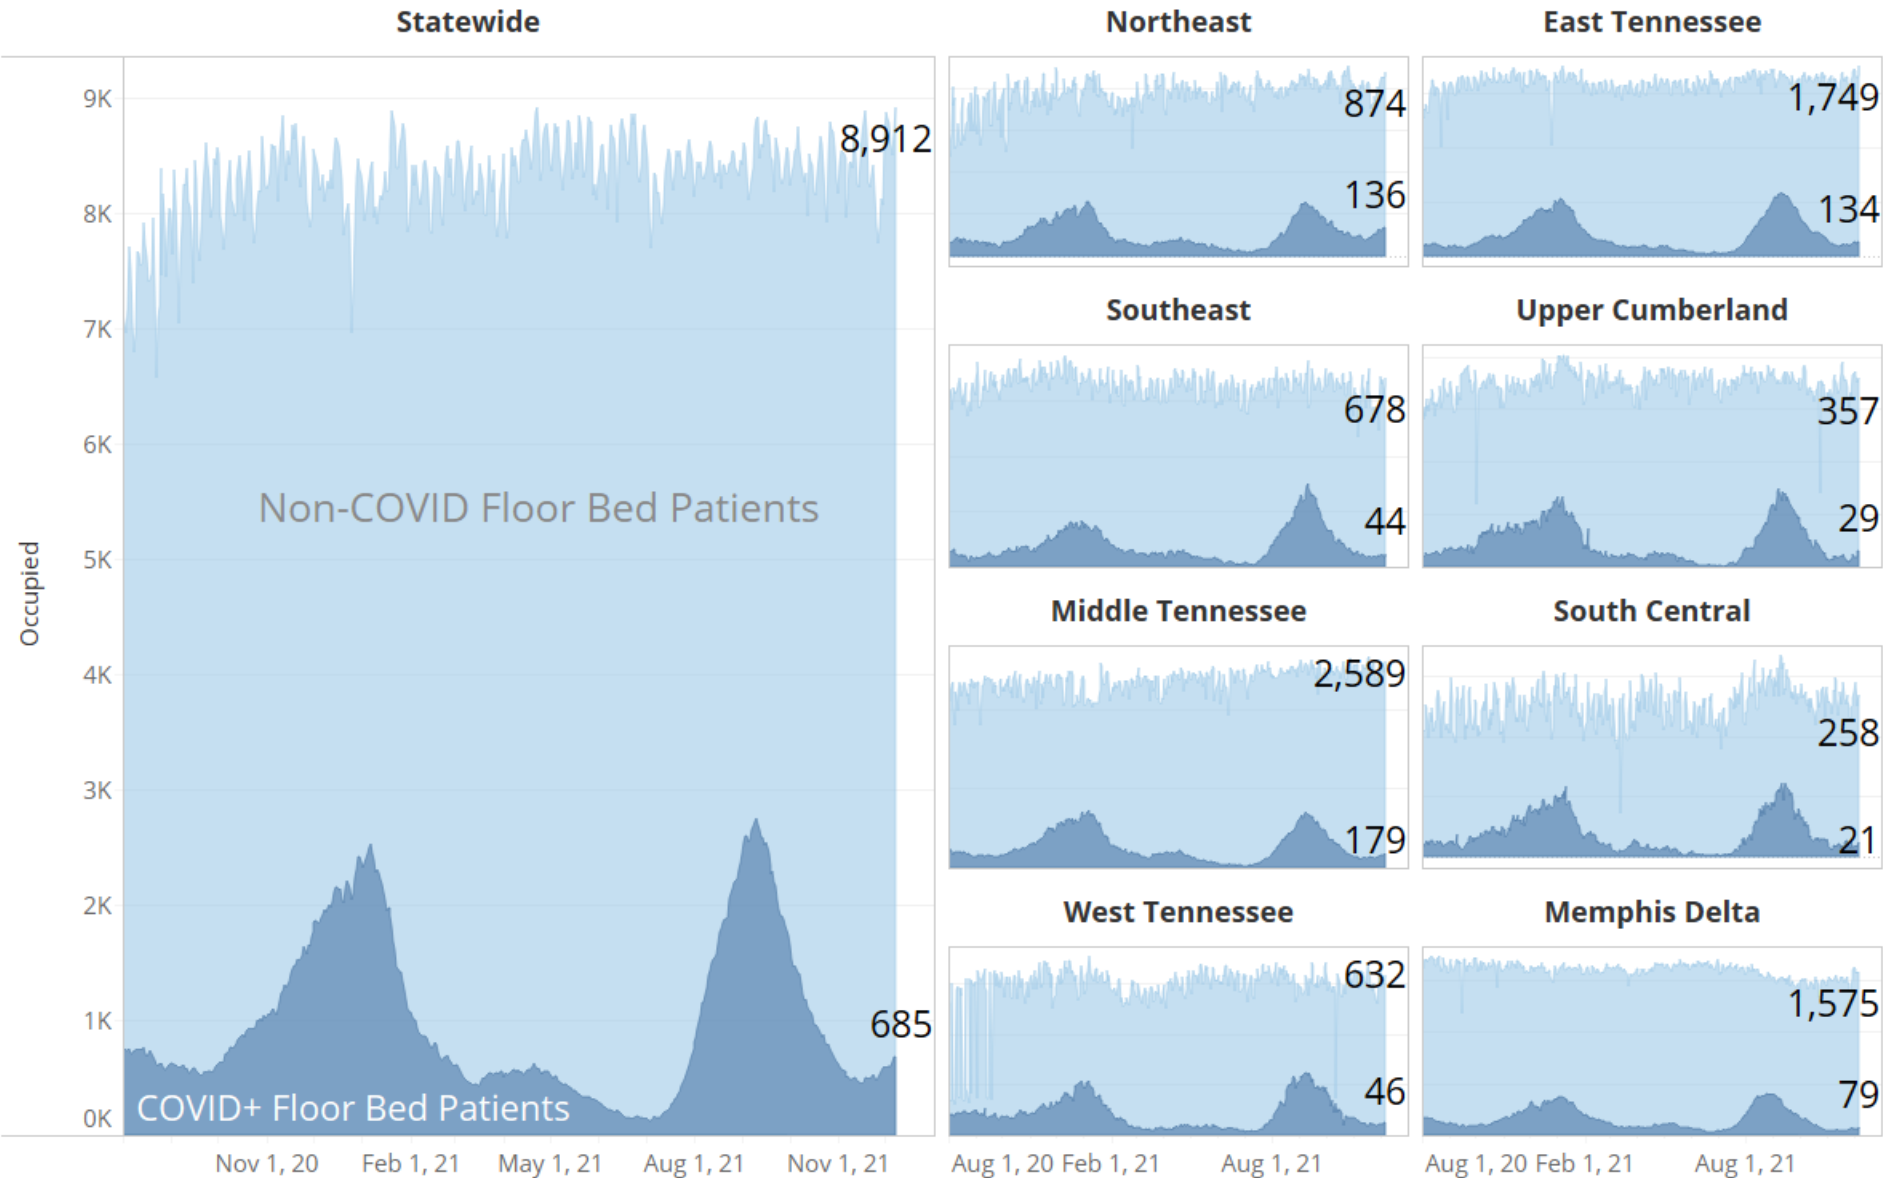 Statewide
Occupied
9K
8K
7K
6K
5K
4K
3K
2K
1K
0K
8,912
Non-COVID Floor Bed Patients
685
COVID+ Floor Bed Patients
Nov 1, 20 Feb 1, 21 May 1, 21 Aug 1, 21 Nov 1, 21
Northeast
874
136
East Tennessee
1,749
134
Southeast
678
44
Upper Cumberland
357
29
Middle Tennessee
2,589
179
South Central
258
21
West Tennessee
632
46
Aug 1, 20 Feb 1, 21 Aug 1, 21
Memphis Delta
1,575
79
Aug 1, 20 Feb 1, 21 Aug 1, 21